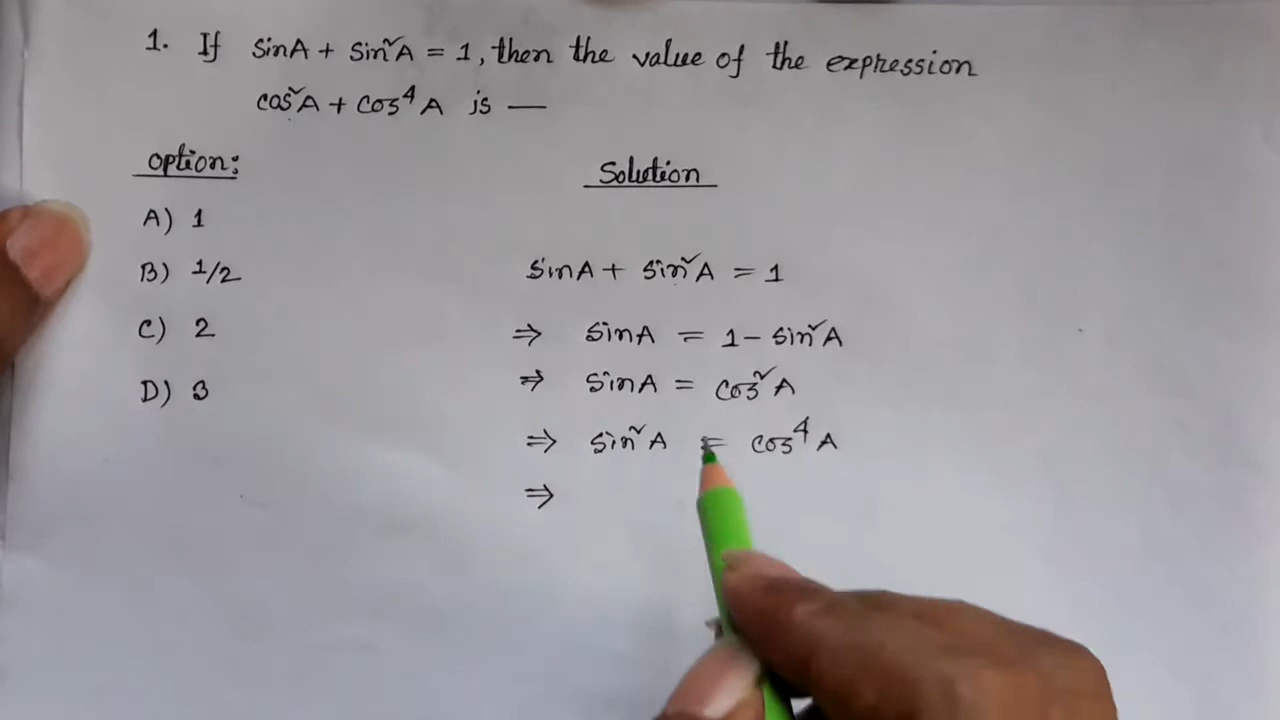 1. If sinA + sin²A = 1, then the value of the expression
cos²A + cos⁴A is —
option:
A) 1
B) 1/2
C) 2
D) 3
Solution
sinA + sin²A = 1
⇒ sinA = 1 - sin²A
⇒ sinA = cos²A
⇒ sin²A = cos⁴A
⇒